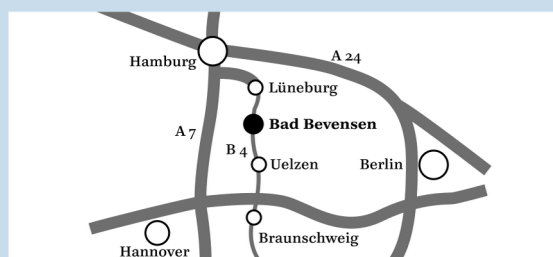 A 24
Hamburg
Lüneburg
Bad Bevensen
A 7
B 4
Uelzen
Berlin
Braunschweig
Hannover